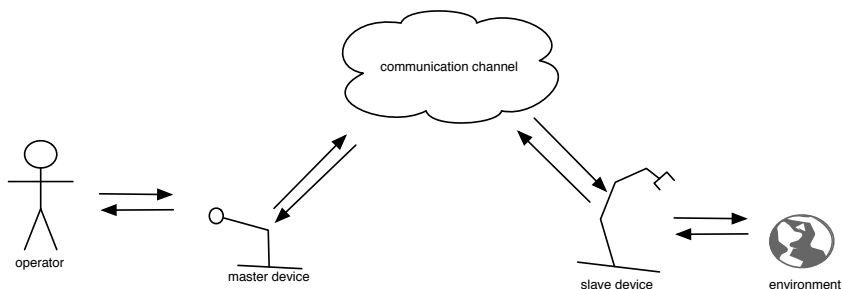 communication channel
operator
master device
slave device
environment